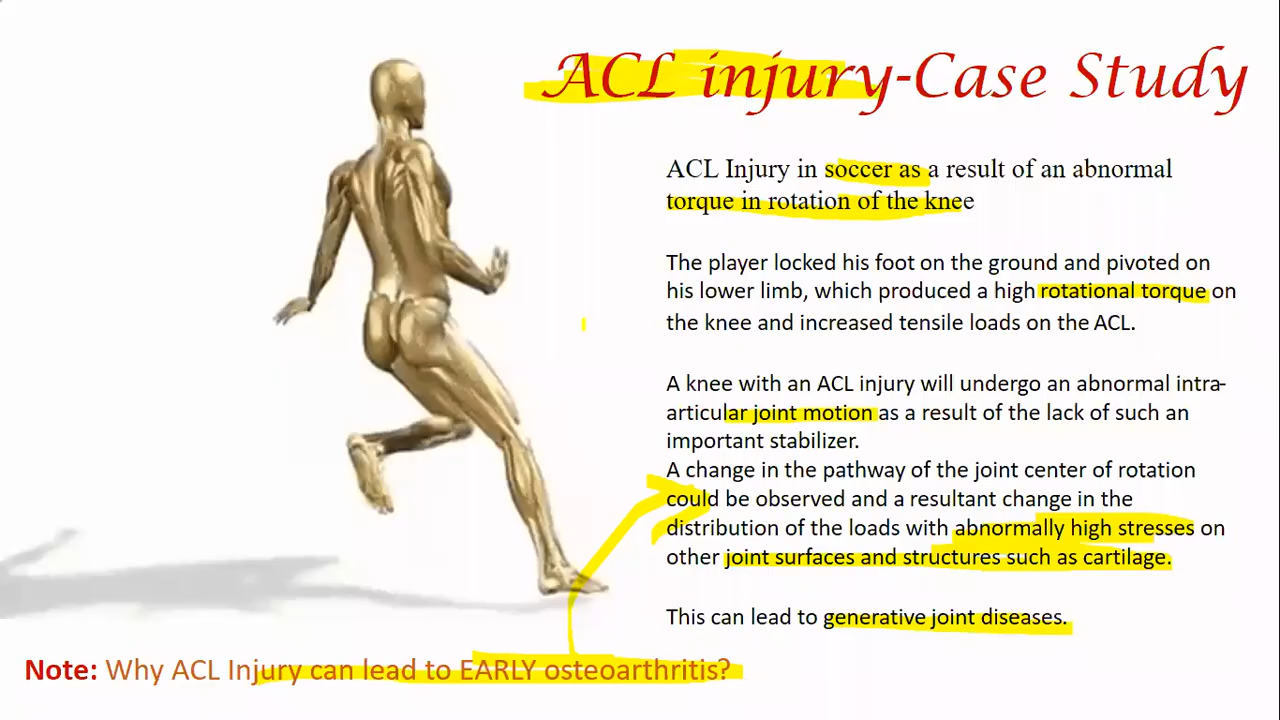 ACL injury-Case Study
ACL Injury in soccer as a result of an abnormal
torque in rotation of the knee
The player locked his foot on the ground and pivoted on
his lower limb, which produced a high rotational torque on
the knee and increased tensile loads on the ACL.
A knee with an ACL injury will undergo an abnormal intra-
articular joint motion as a result of the lack of such an
important stabilizer.
A change in the pathway of the joint center of rotation
could be observed and a resultant change in the
distribution of the loads with abnormally high stresses on
other joint surfaces and structures such as cartilage.
This can lead to generative joint diseases.
Note: Why ACL Injury can lead to EARLY osteoarthritis?